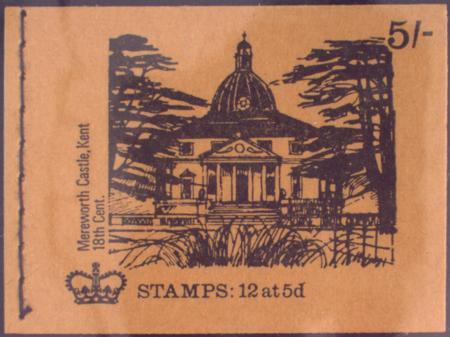 5/-
Mereworth Castle, Kent
18th Cent.
STAMPS: 12 at 5d